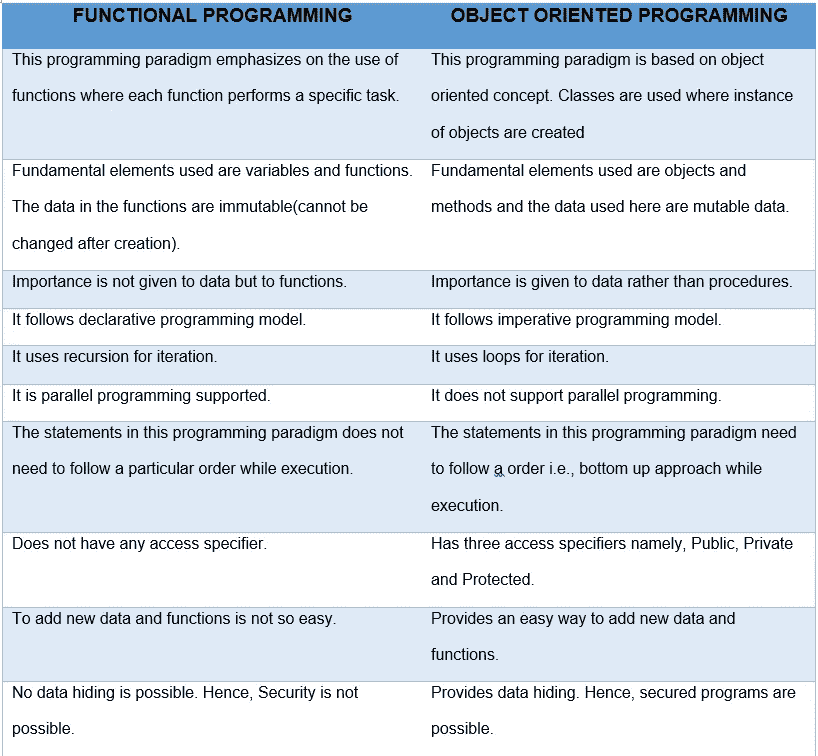 FUNCTIONAL PROGRAMMING
OBJECT ORIENTED PROGRAMMING
This programming paradigm emphasizes on the use of
functions where each function performs a specific task.
This programming paradigm is based on object
oriented concept. Classes are used where instance
of objects are created
Fundamental elements used are variables and functions.
The data in the functions are immutable(cannot be
changed after creation).
Fundamental elements used are objects and
methods and the data used here are mutable data.
Importance is not given to data but to functions.
Importance is given to data rather than procedures.
It follows declarative programming model.
It follows imperative programming model.
It uses recursion for iteration.
It uses loops for iteration.
It is parallel programming supported.
It does not support parallel programming.
The statements in this programming paradigm does not
need to follow a particular order while execution.
The statements in this programming paradigm need
to follow a order i.e., bottom up approach while
execution.
Does not have any access specifier.
Has three access specifiers namely, Public, Private
and Protected.
To add new data and functions is not so easy.
Provides an easy way to add new data and
functions.
No data hiding is possible. Hence, Security is not
possible.
Provides data hiding. Hence, secured programs are
possible.